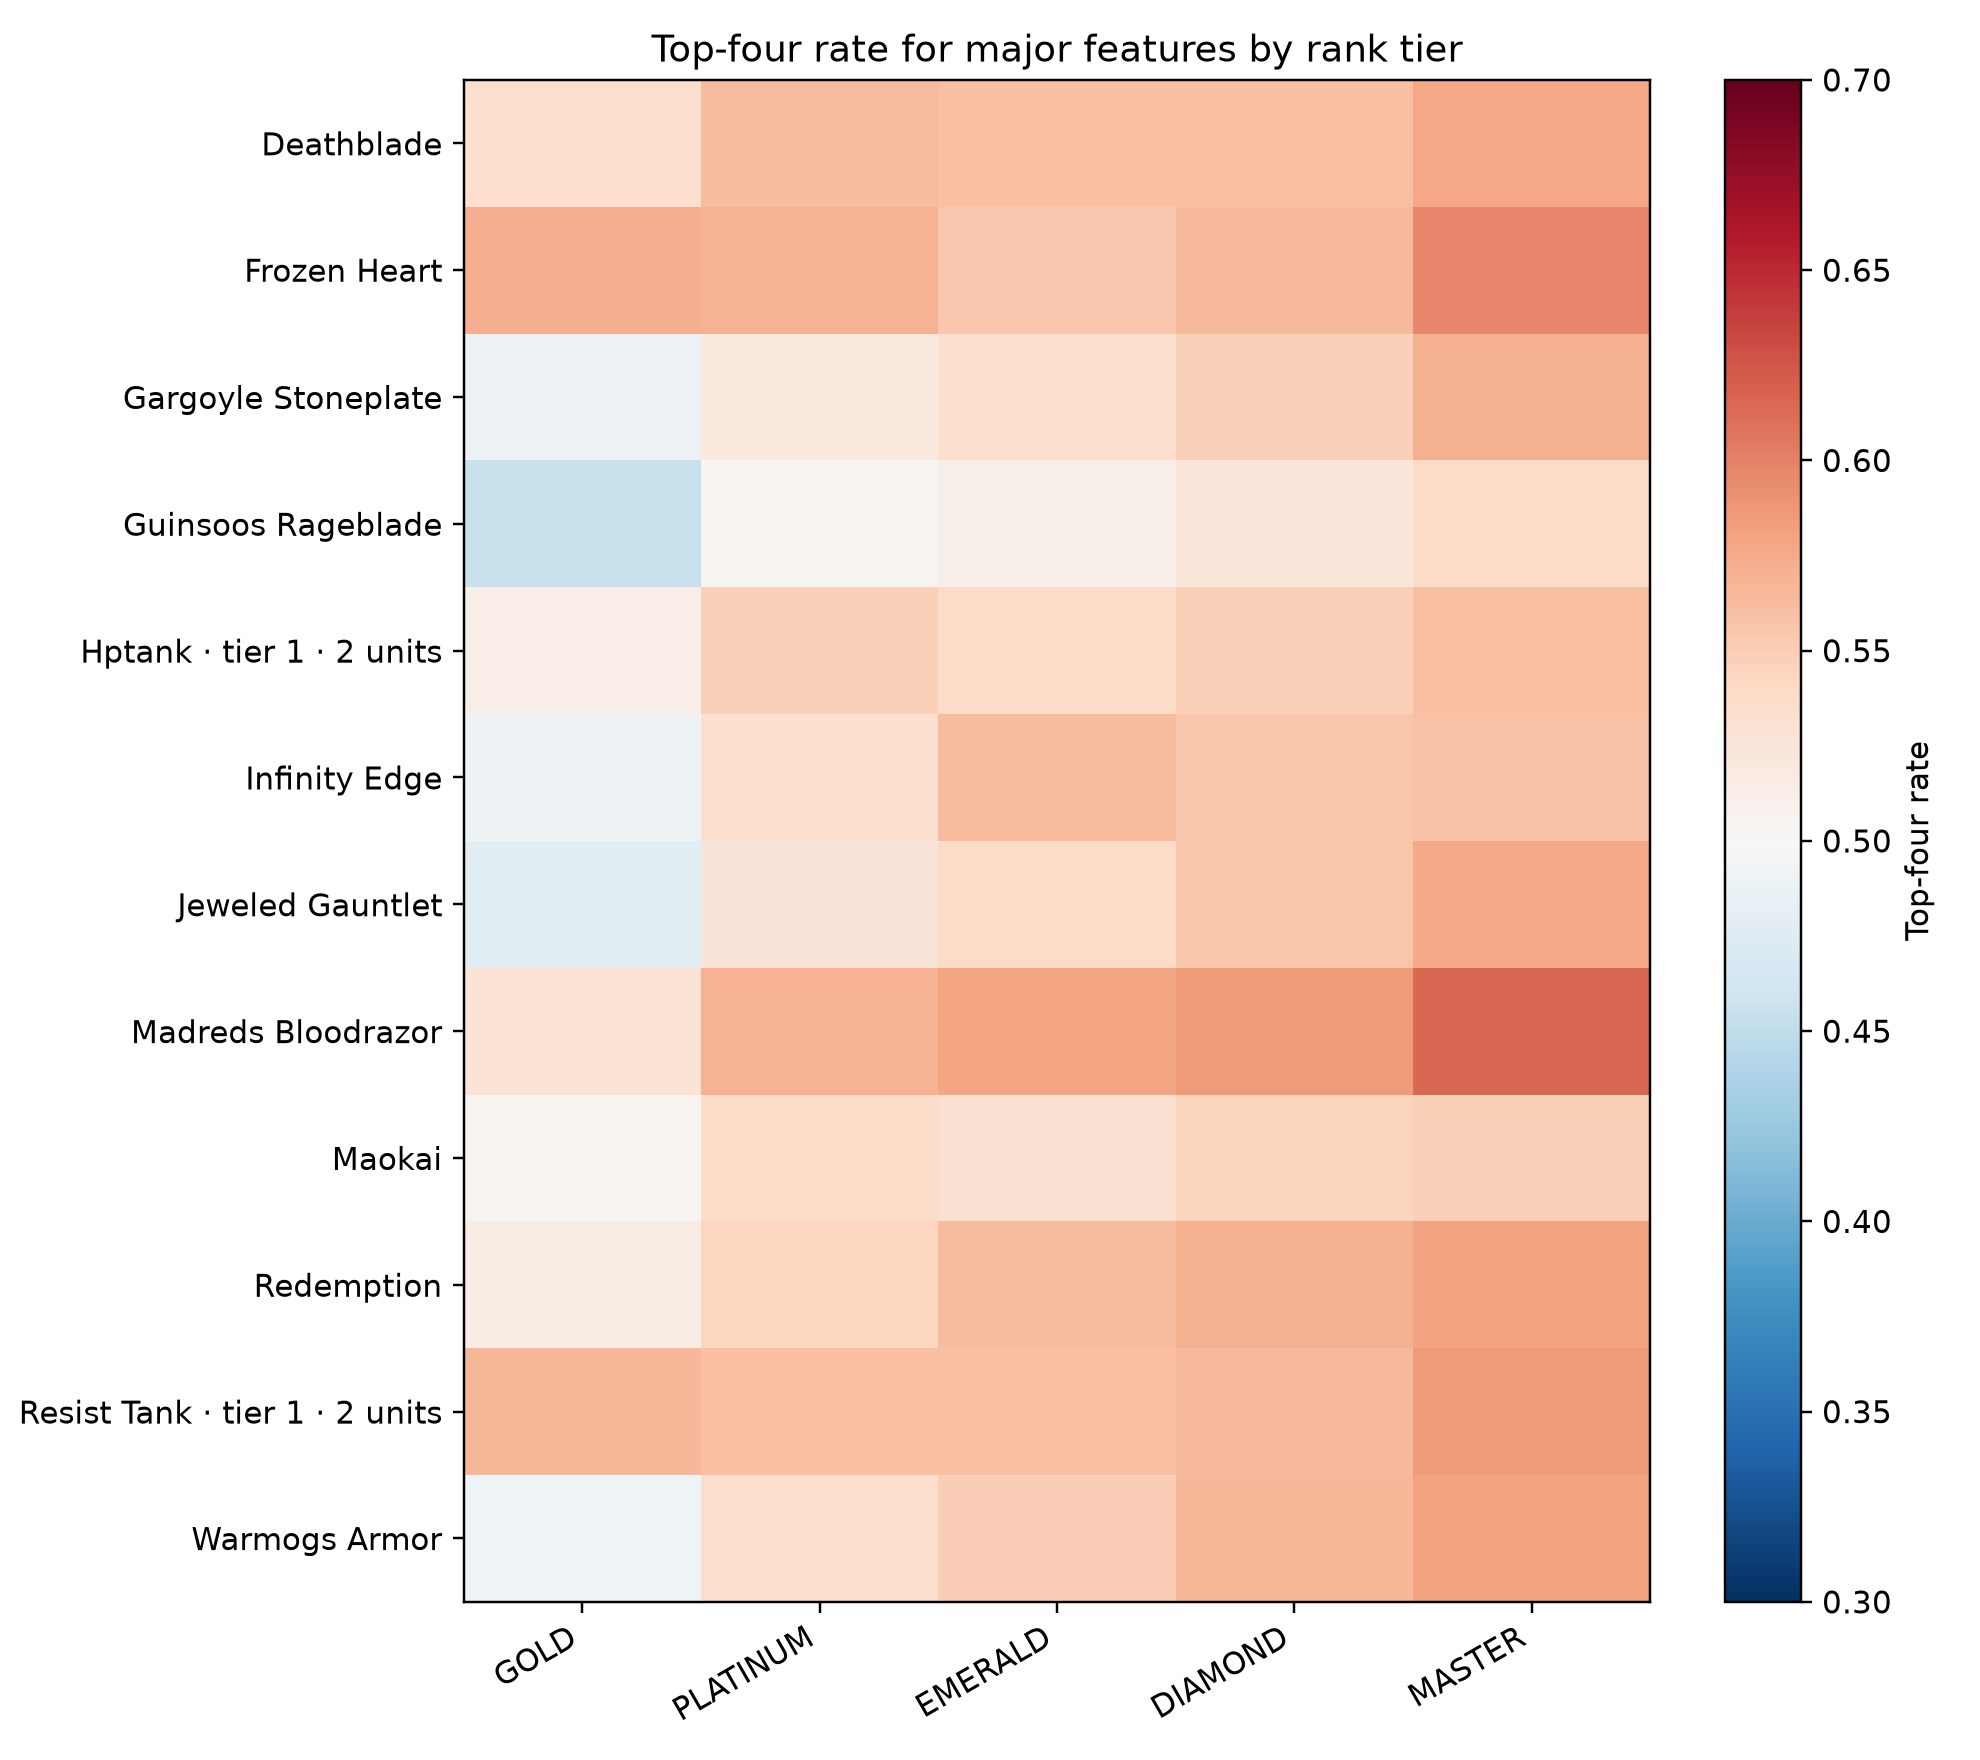 Top-four rate for major features by rank tier
Deathblade
Frozen Heart
Gargoyle Stoneplate
Guinsoos Rageblade
Hptank · tier 1 · 2 units
Infinity Edge
Jeweled Gauntlet
Madreds Bloodrazor
Maokai
Redemption
Resist Tank · tier 1 · 2 units
Warmogs Armor
GOLD
PLATINUM
EMERALD
DIAMOND
MASTER
0.70
0.65
0.60
0.55
0.50
0.45
0.40
0.35
0.30
Top-four rate